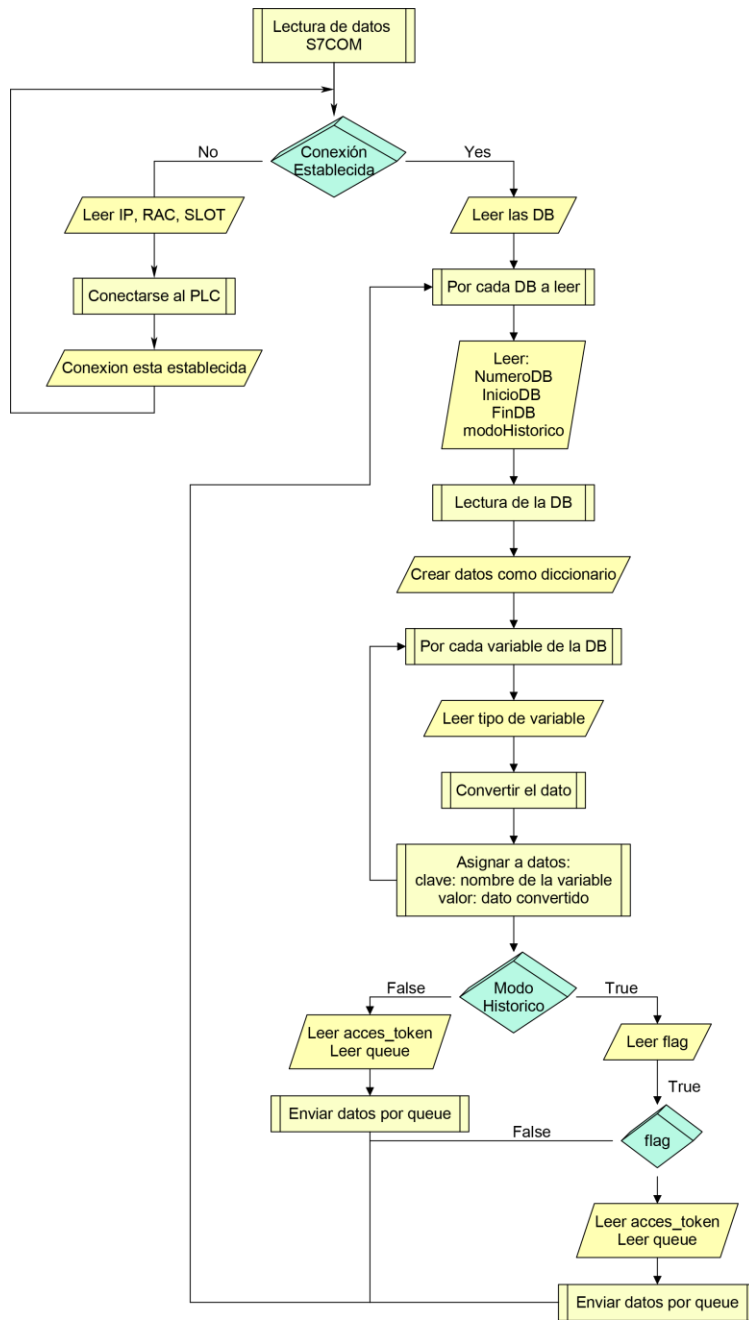 Lectura de datos
S7COM
Conexión
Establecida
No
Yes
Leer IP, RAC, SLOT
Leer las DB
Conectarse al PLC
Por cada DB a leer
Conexion esta establecida
Leer:
NumeroDB
InicioDB
FinDB
modoHistorico
Lectura de la DB
Crear datos como diccionario
Por cada variable de la DB
Leer tipo de variable
Convertir el dato
Asignar a datos:
clave: nombre de la variable
valor: dato convertido
Modo
Historico
False
True
Leer acces_token
Leer queue
Leer flag
True
Enviar datos por queue
False
flag
Leer acces_token
Leer queue
Enviar datos por queue